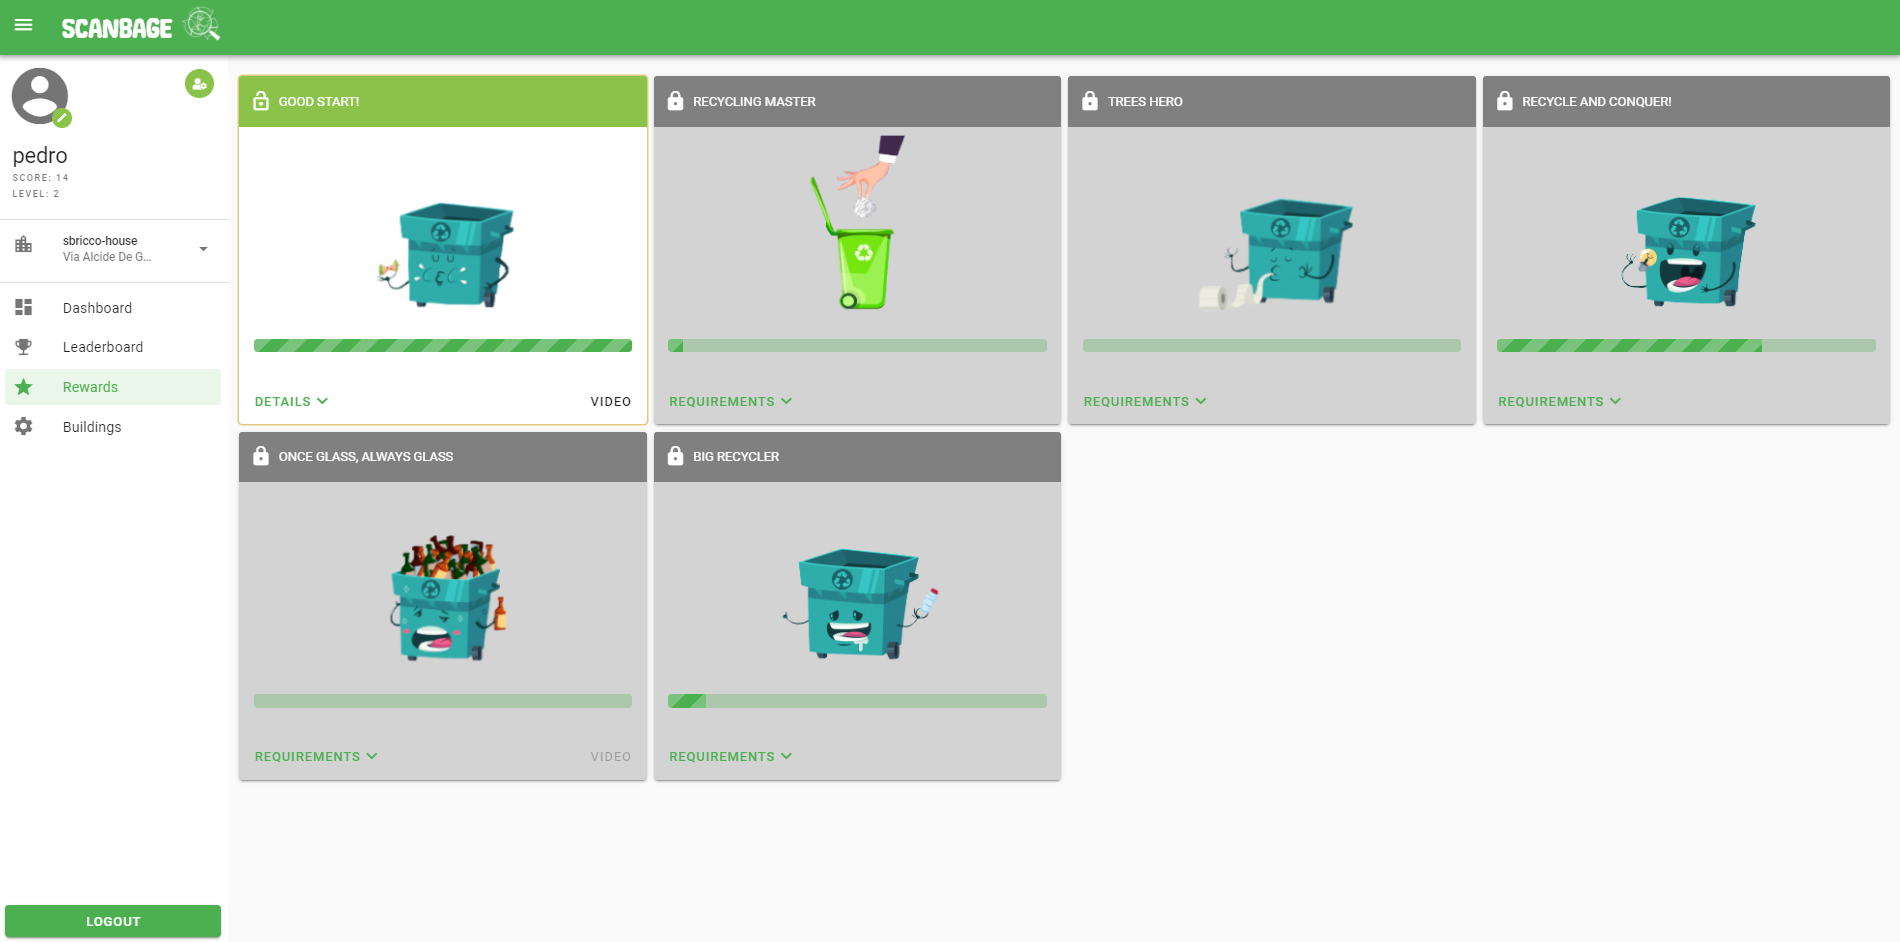 SCANBAGE
pedro
SCORE: 14
LEVEL: 2
sbricco-house
Via Alcide De G...
Dashboard
Leaderboard
Rewards
Buildings
LOGOUT
GOOD START!
DETAILS
VIDEO
RECYCLING MASTER
REQUIREMENTS
TREES HERO
REQUIREMENTS
RECYCLE AND CONQUER!
REQUIREMENTS
ONCE GLASS, ALWAYS GLASS
REQUIREMENTS
VIDEO
BIG RECYCLER
REQUIREMENTS